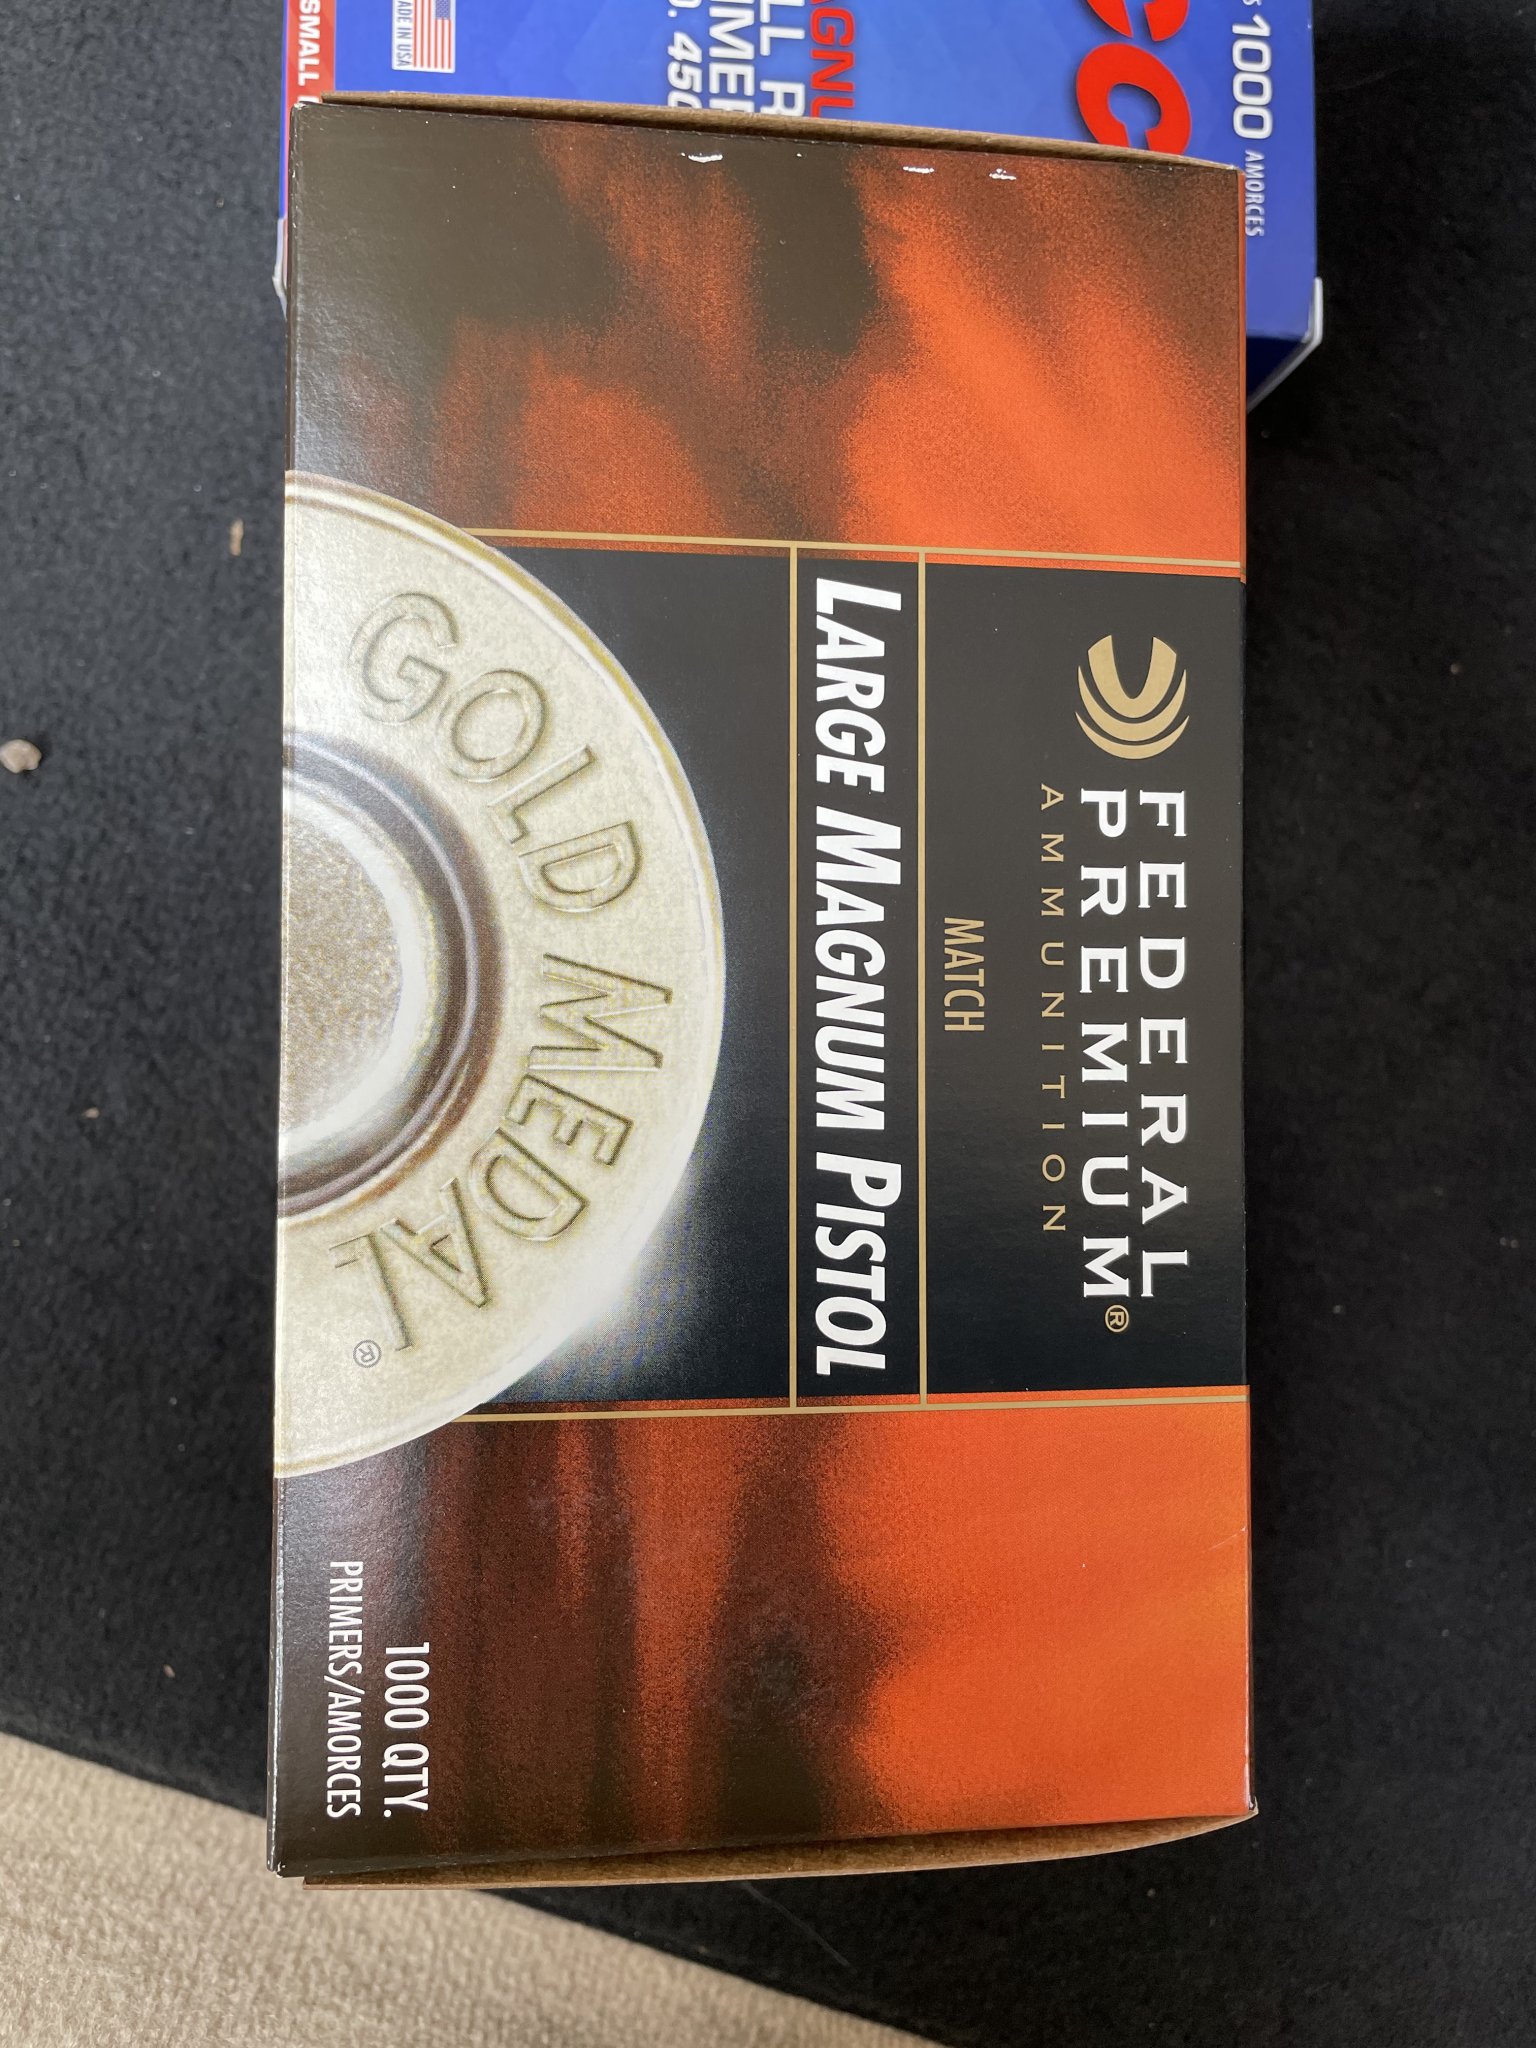 FEDERAL
PREMIUM®
AMMUNITION
MATCH
LARGE MAGNUM PISTOL
GOLD MEDAL®
1000 QTY.
PRIMERS/AMORCES
1000 AMORCES
MADE IN USA
SMALL